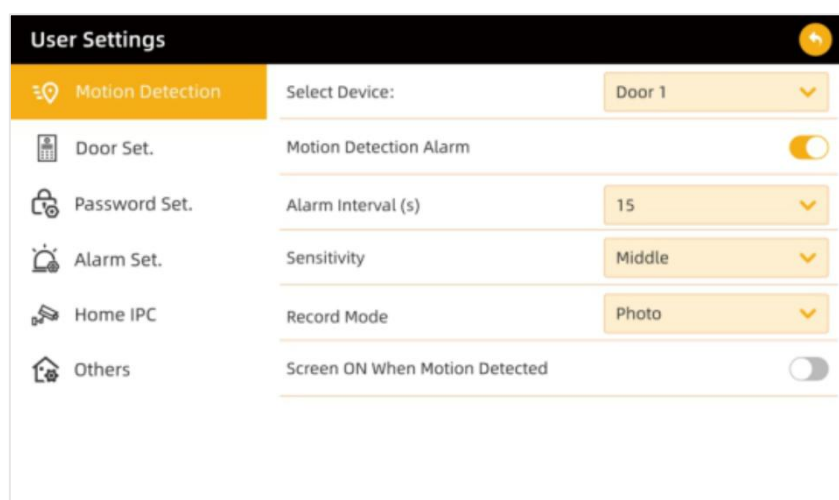 User Settings
Motion Detection
Select Device:
Door 1
Door Set.
Motion Detection Alarm
Password Set.
Alarm Interval (s)
15
Alarm Set.
Sensitivity
Middle
Home IPC
Record Mode
Photo
Others
Screen ON When Motion Detected